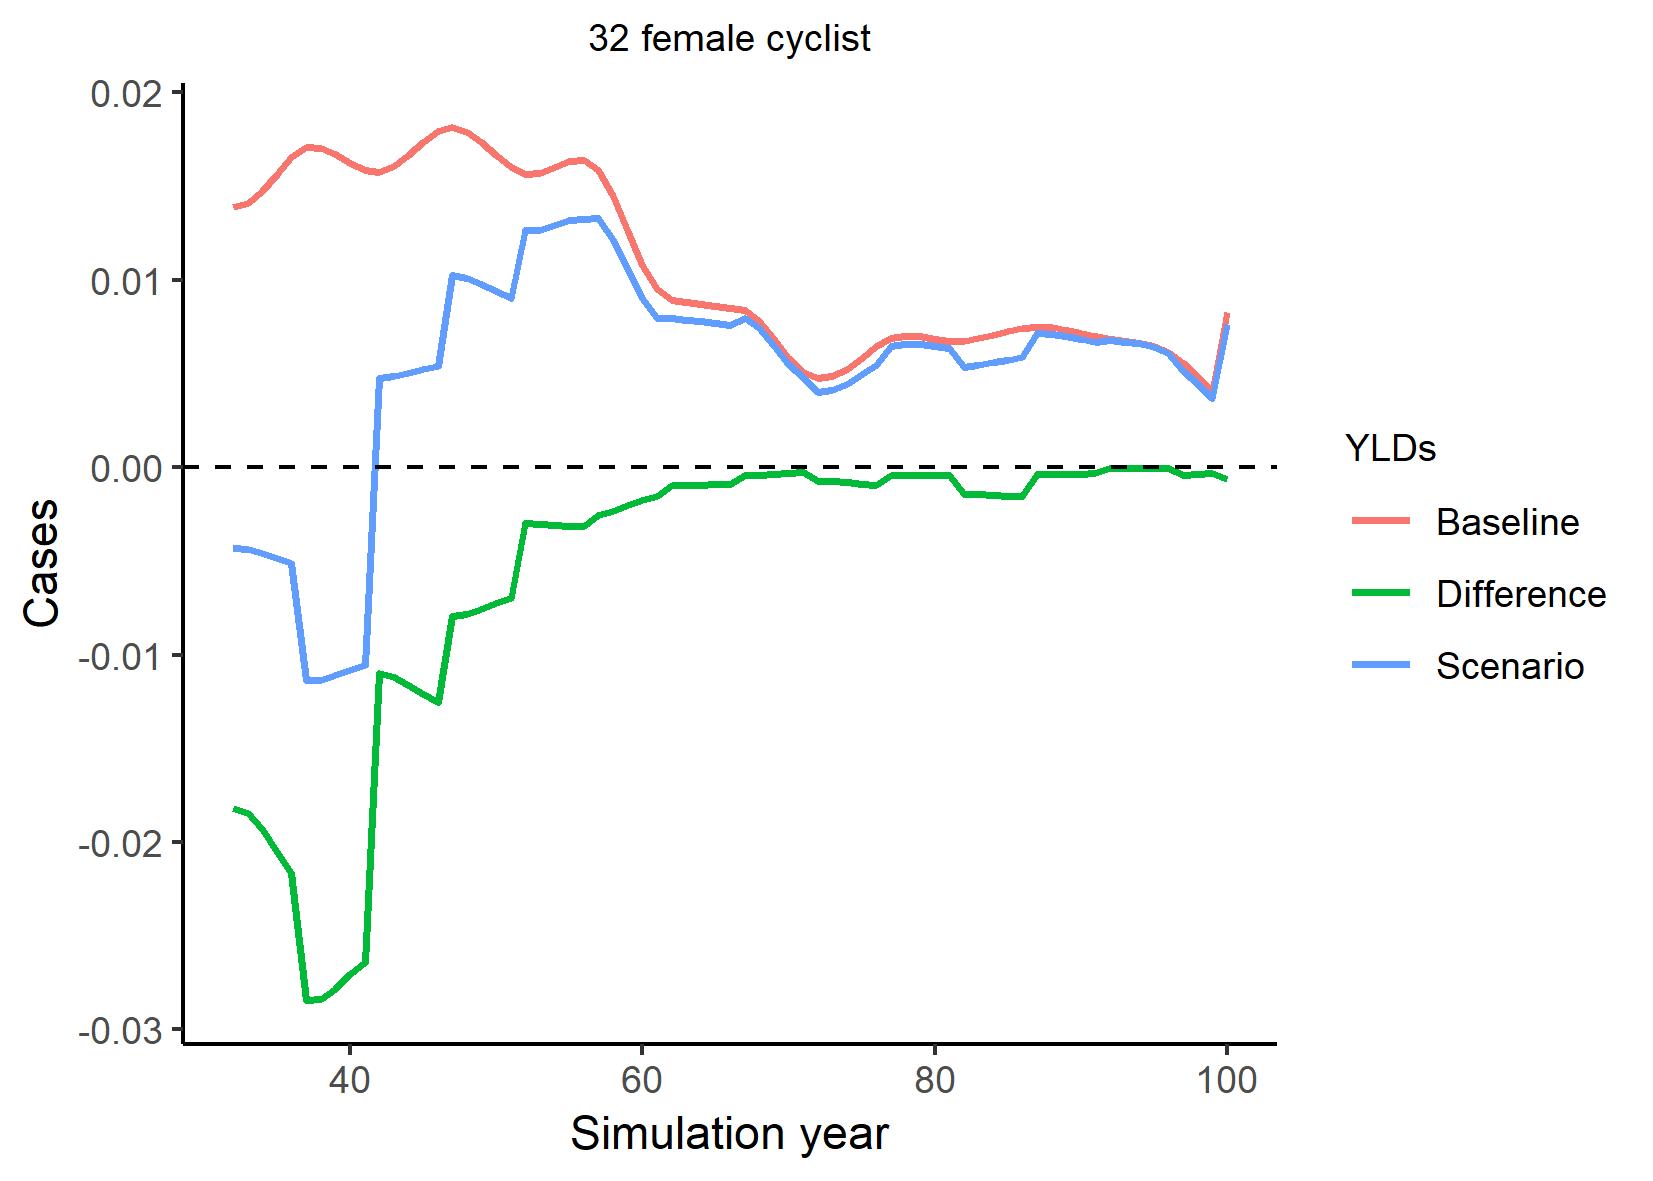 32 female cyclist
0.02
0.01
0.00
-0.01
-0.02
-0.03
Cases
40 60 80 100
Simulation year
YLDs
Baseline
Difference
Scenario